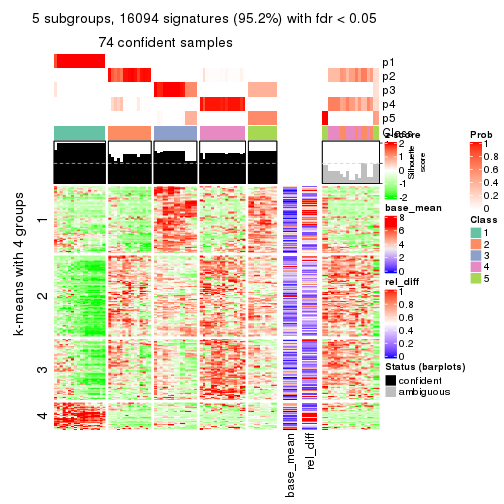 5 subgroups, 16094 signatures (95.2%) with fdr < 0.05
74 confident samples
p1
p2
p3
p4
p5
Class
z-score
2
1
0
-1
-2
Silhouette
score
Prob
1
0.8
0.6
0.4
0.2
0
base_mean
8
6
4
2
0
Class
1
2
3
4
5
rel_diff
1
0.8
0.6
0.4
0.2
0
Status (barplots)
confident
ambiguous
k-means with 4 groups
1
2
3
4
base_mean
rel_diff